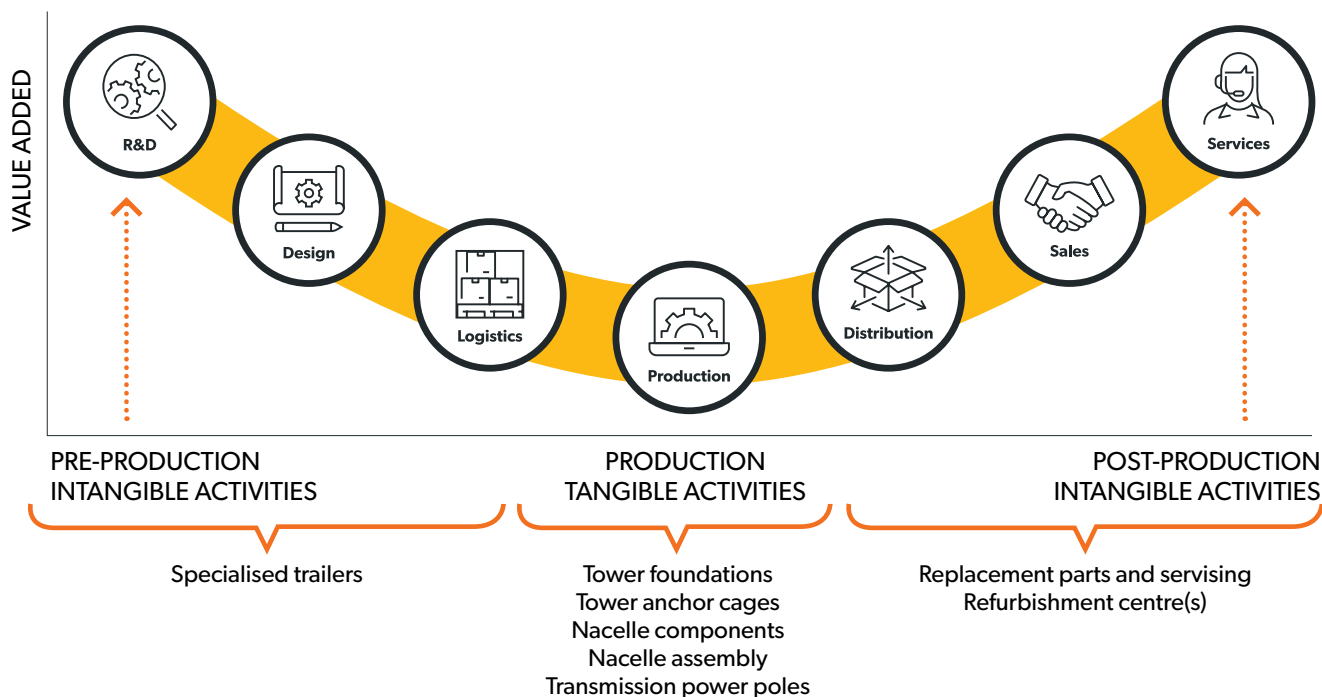 VALUE ADDED
R&D
Design
Logistics
Production
Distribution
Sales
Services
PRE-PRODUCTION
INTANGIBLE ACTIVITIES
PRODUCTION
TANGIBLE ACTIVITIES
POST-PRODUCTION
INTANGIBLE ACTIVITIES
Specialised trailers
Tower foundations
Tower anchor cages
Nacelle components
Nacelle assembly
Transmission power poles
Replacement parts and servising
Refurbishment centre(s)